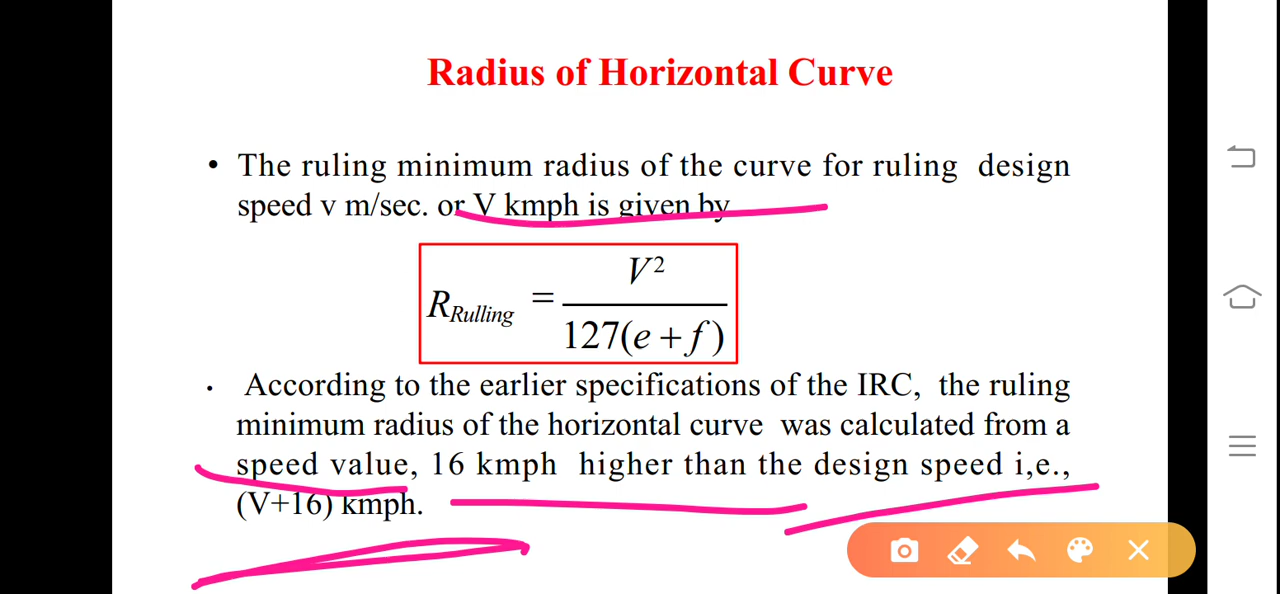 Radius of Horizontal Curve
• The ruling minimum radius of the curve for ruling design
speed v m/sec. or V kmph is given by
R_Rulling = V² / 127(e + f)
· According to the earlier specifications of the IRC, the ruling
minimum radius of the horizontal curve was calculated from a
speed value, 16 kmph higher than the design speed i,e.,
(V+16) kmph.